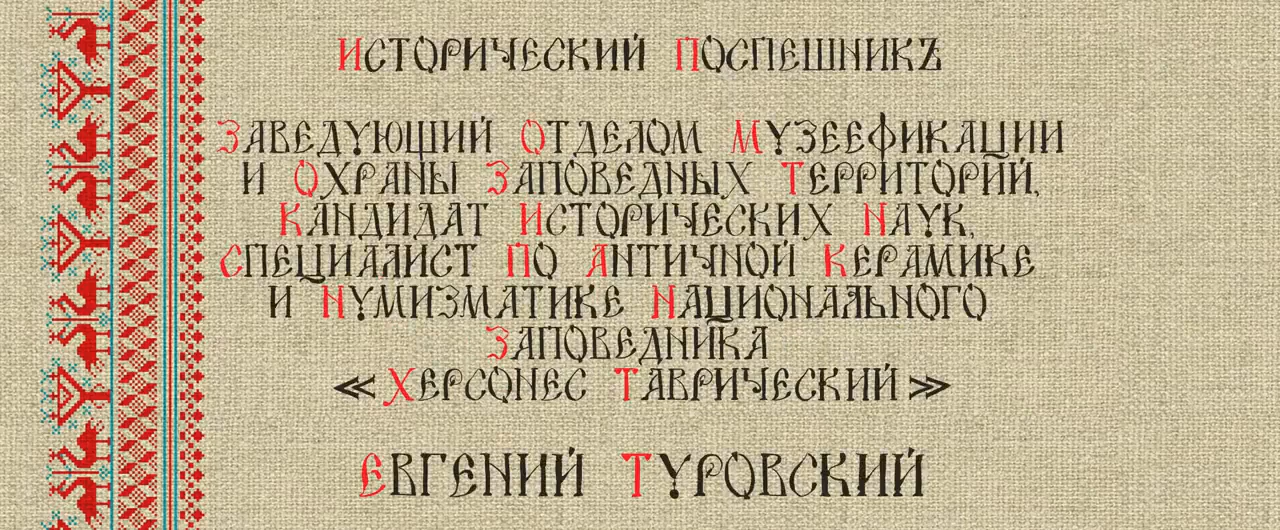 Исторический Поспешникъ
Заведующий Отделом Музеефикации
и Охраны Заповедных Территорий,
Кандидат Исторических Наук,
Специалист По Античной Керамике
и Нумизматике Национального
Заповедника
«Херсонес Таврический»
Евгений Туровский